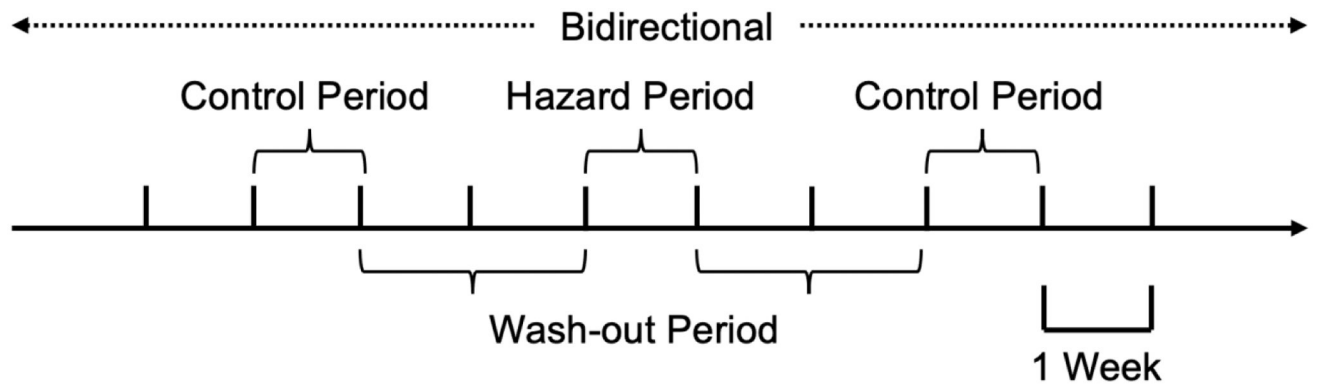 Bidirectional
Control Period Hazard Period Control Period
Wash-out Period
1 Week